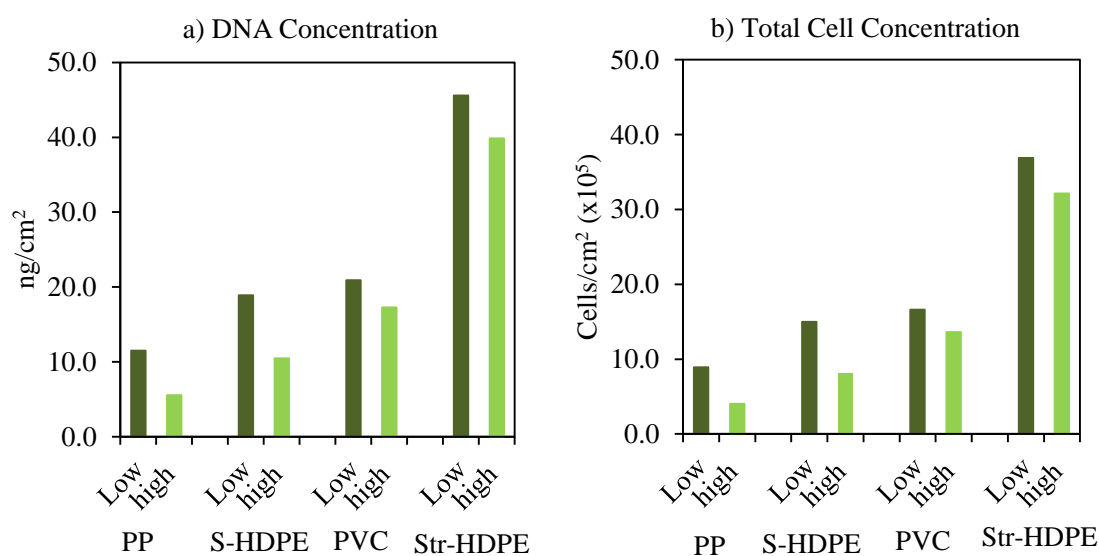 a) DNA Concentration
50.0
40.0
30.0
20.0
10.0
0.0
ng/cm²
Low
high
Low
high
Low
high
Low
high
PP
S-HDPE
PVC
Str-HDPE
b) Total Cell Concentration
50.0
40.0
30.0
20.0
10.0
0.0
Cells/cm² (x10⁵)
Low
high
Low
high
Low
high
Low
high
PP
S-HDPE
PVC
Str-HDPE